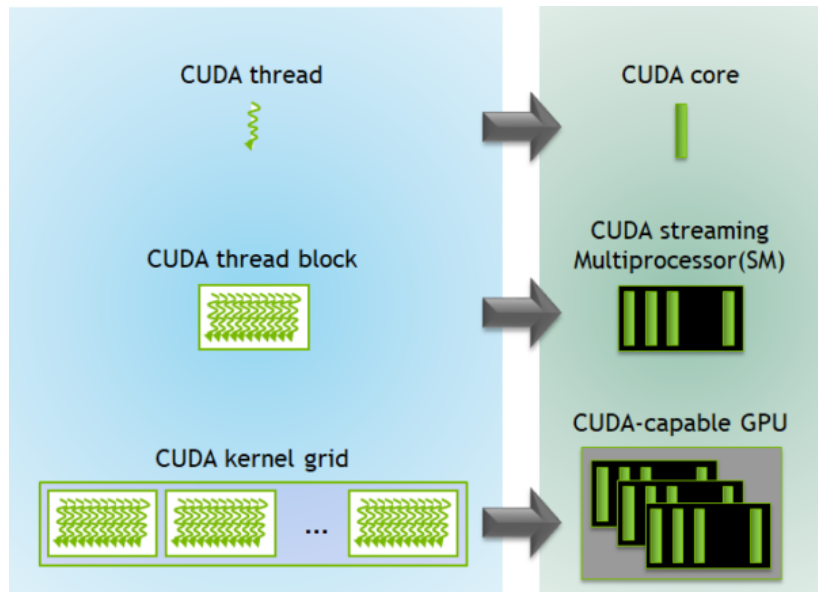 CUDA thread
CUDA core
CUDA thread block
CUDA streaming
Multiprocessor(SM)
CUDA kernel grid
...
CUDA-capable GPU